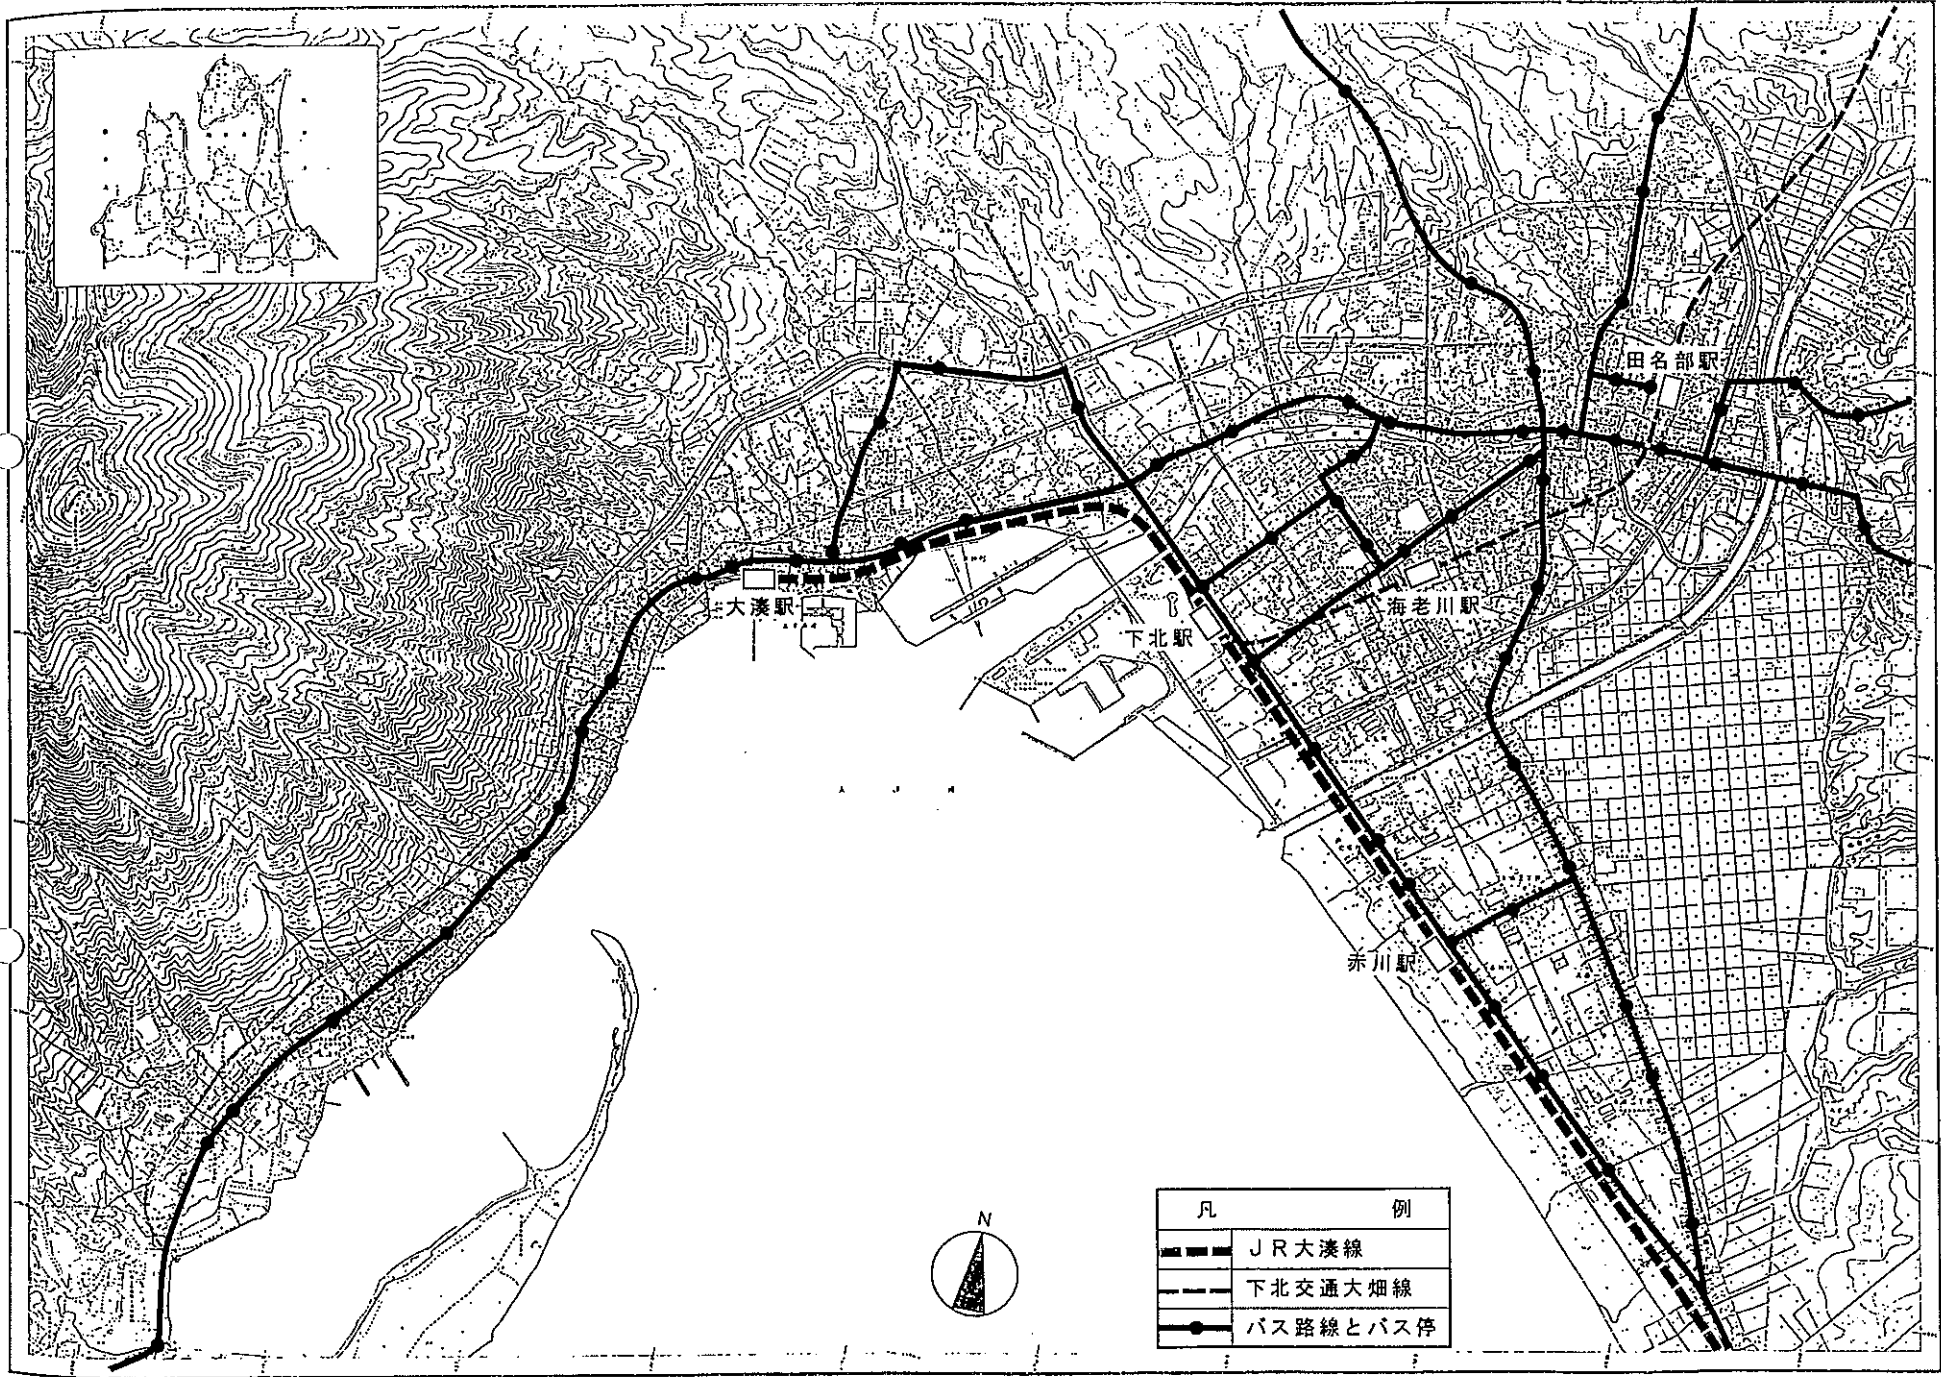 田名部駅
大湊駅
海老川駅
下北駅
赤川駅
N
凡 例
ＪＲ大湊線
下北交通大畑線
バス路線とバス停